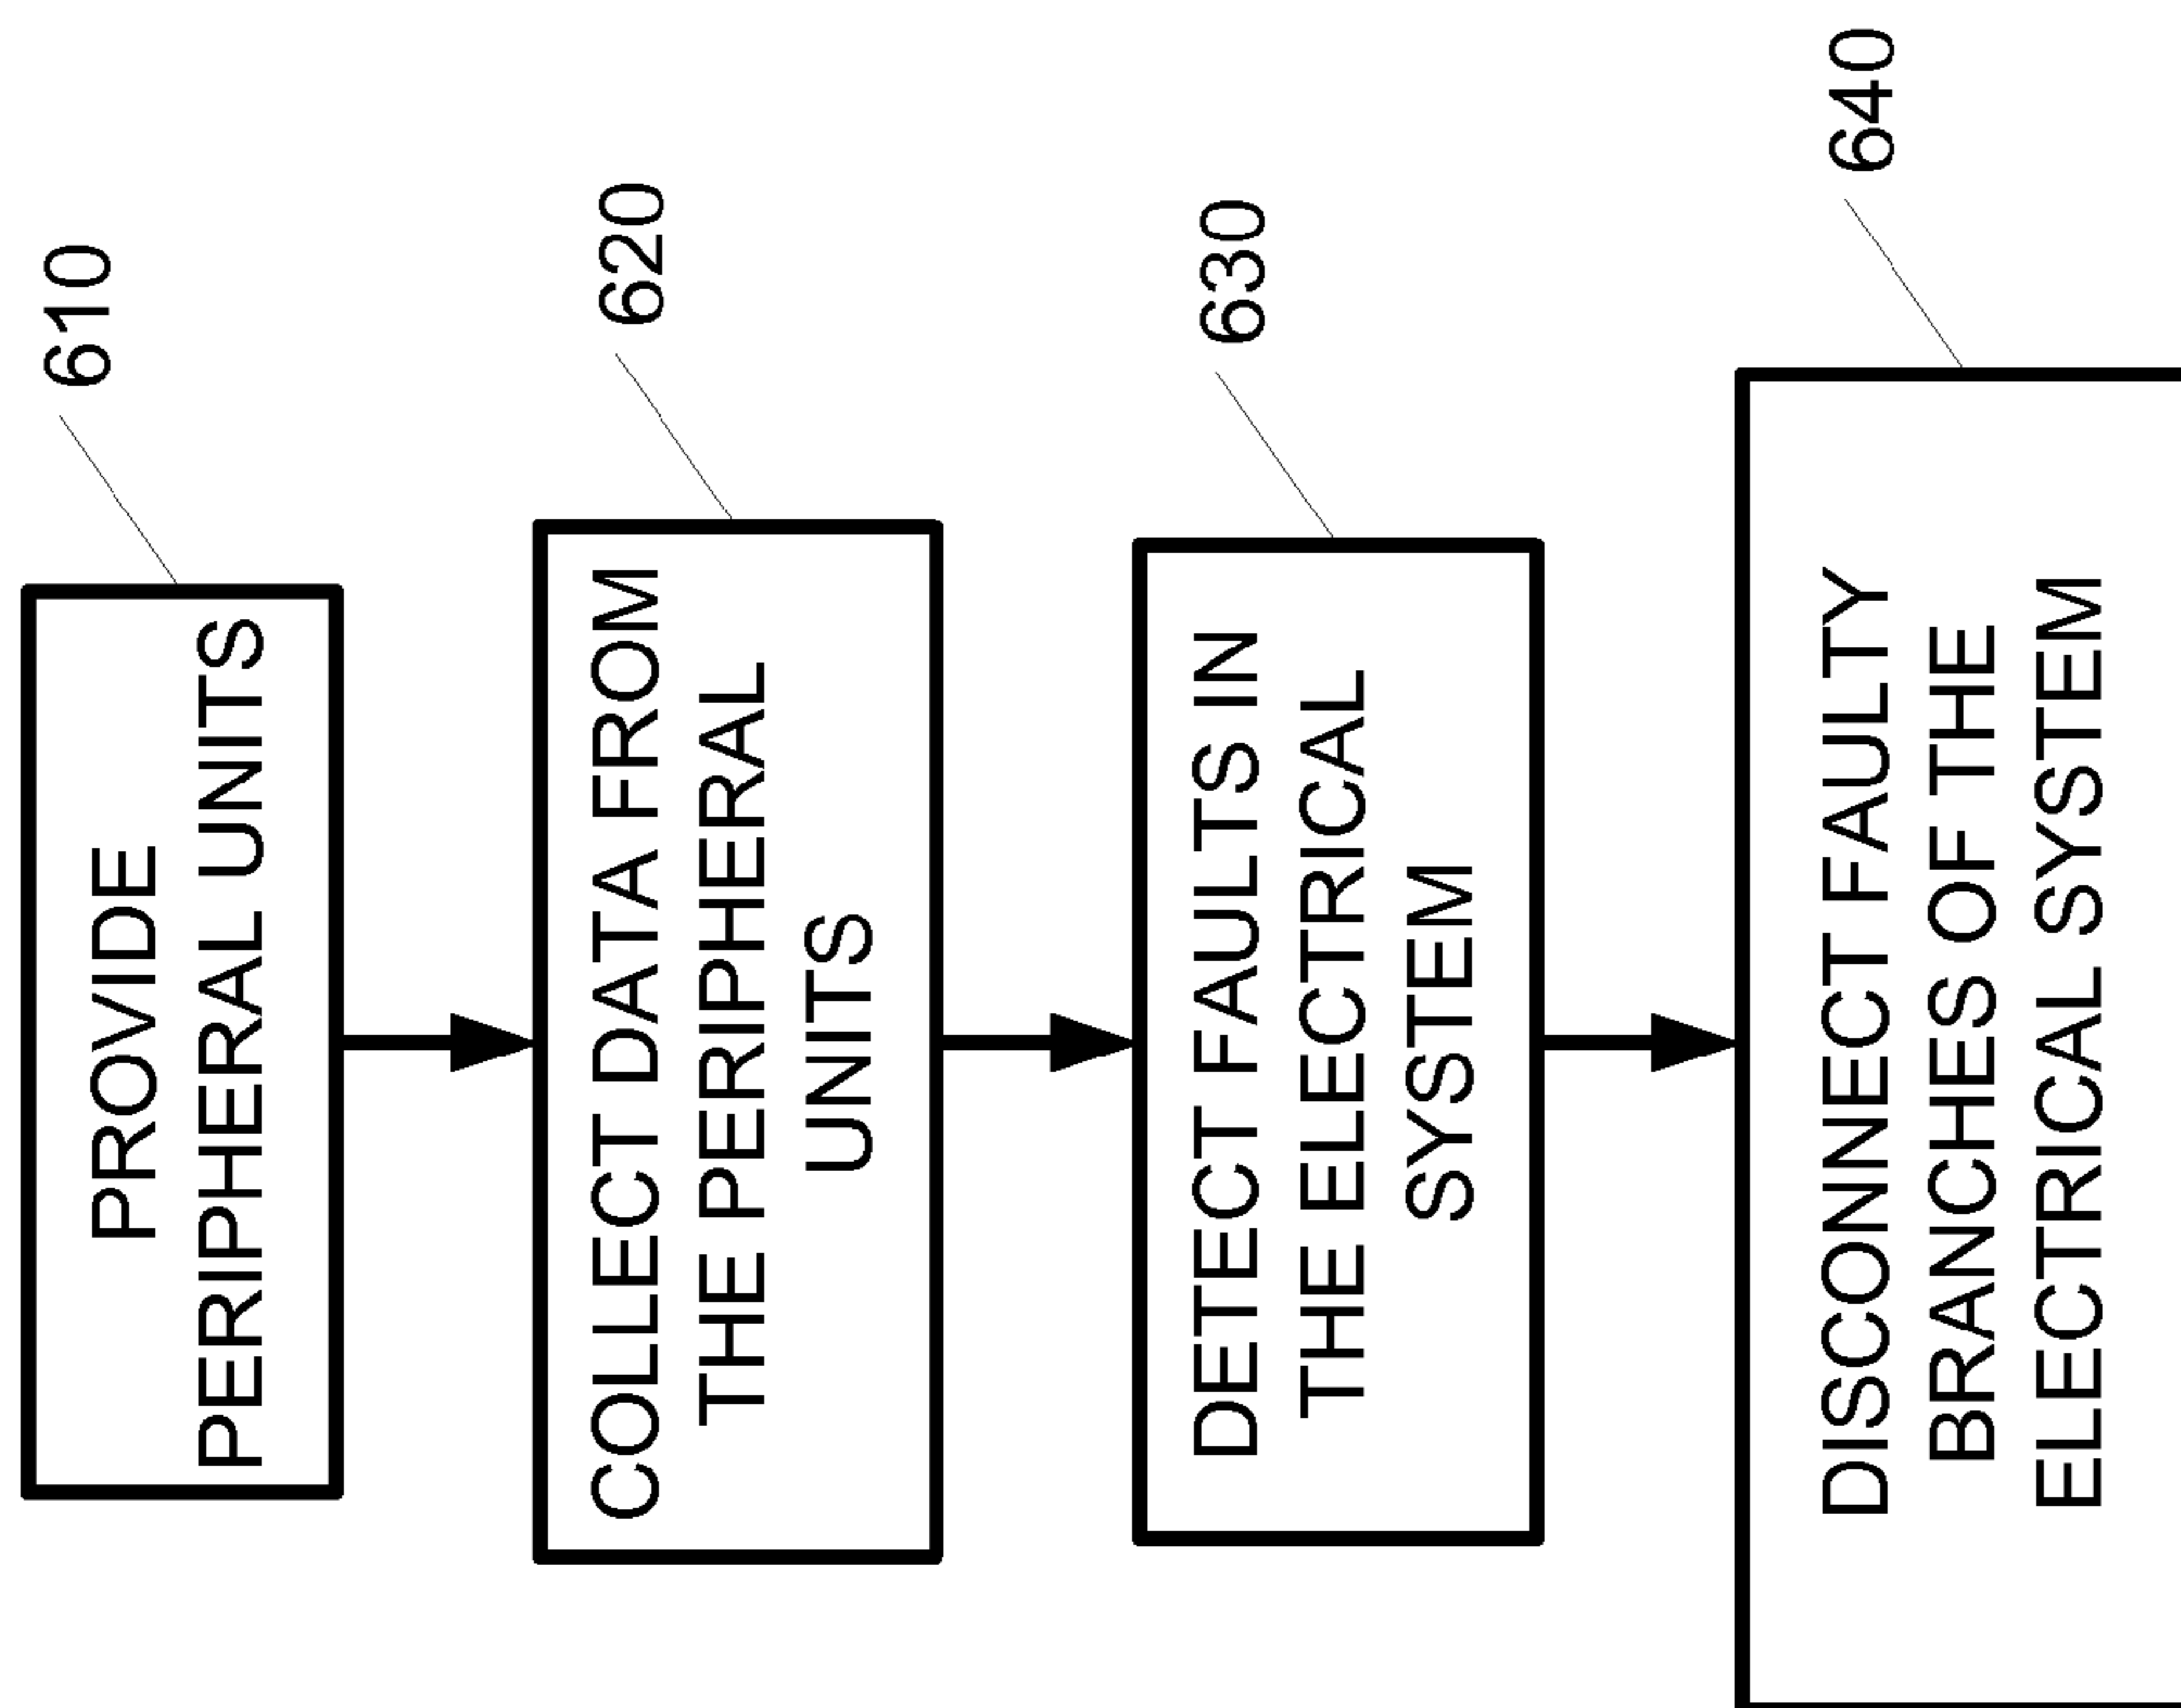 610
PROVIDE
PERIPHERAL UNITS
620
COLLECT DATA FROM
THE PERIPHERAL
UNITS
630
DETECT FAULTS IN
THE ELECTRICAL
SYSTEM
640
DISCONNECT FAULTY
BRANCHES OF THE
ELECTRICAL SYSTEM